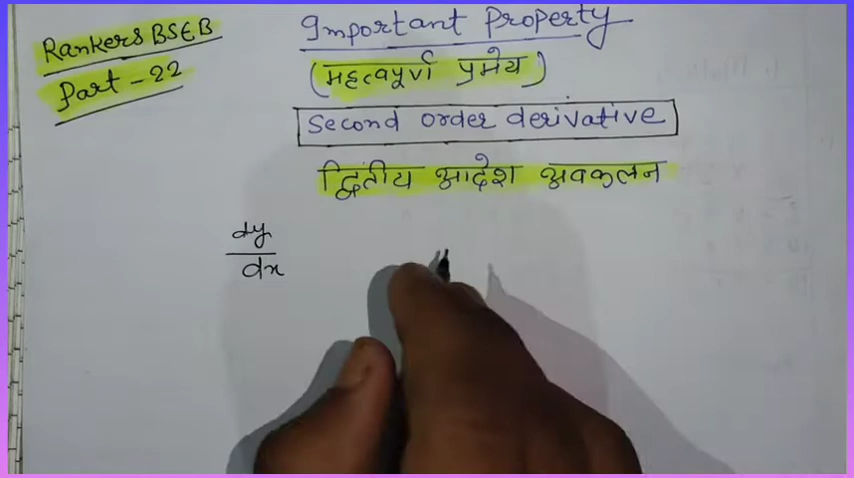 Rankers BSEB
Part - 22
Important Property
(महत्वपूर्ण प्रमेय)
Second order derivative
द्वितीय आदेश अवकलन
dy
dx